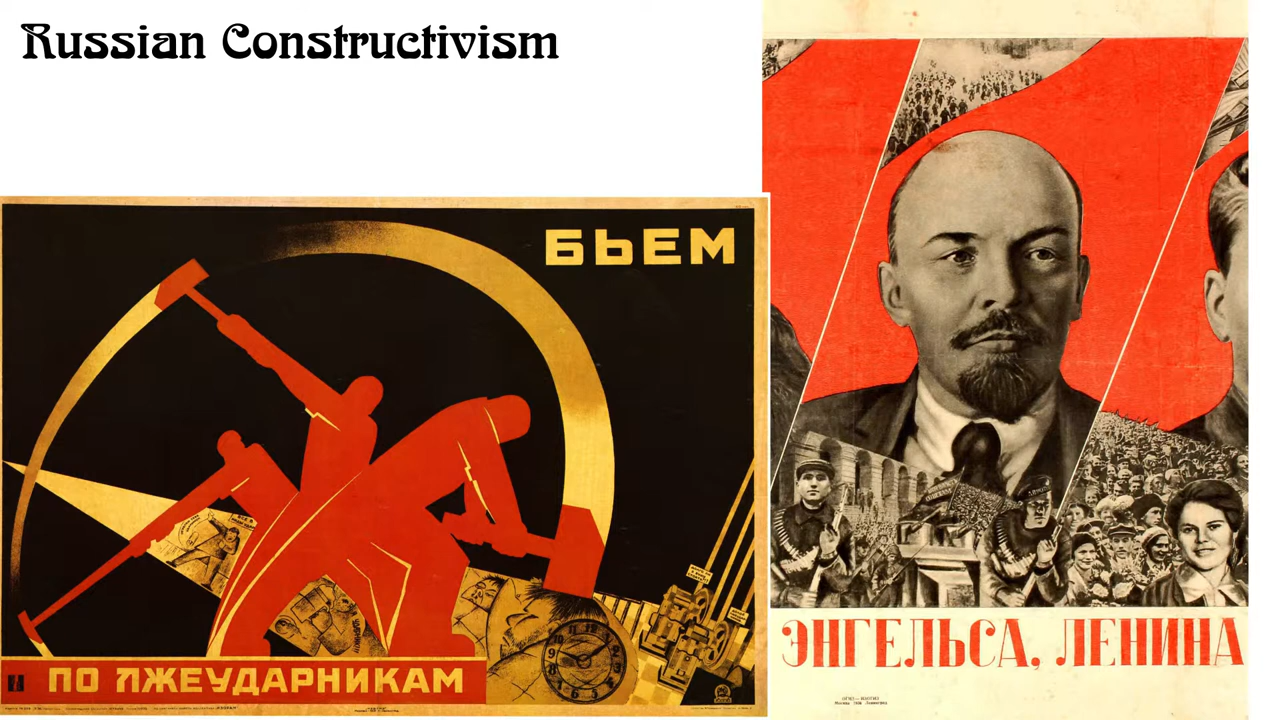 Russian Constructivism
БЬЕМ
ПО ЛЖЕУДАРНИКАМ
ЭНГЕЛЬСА, ЛЕНИНА